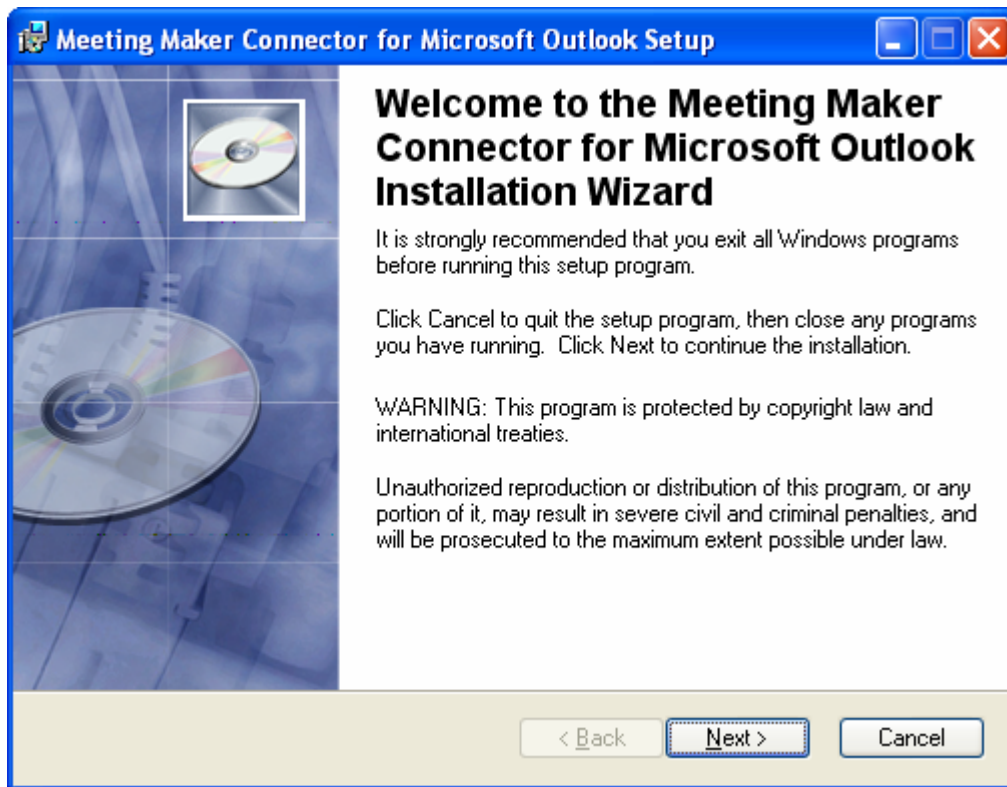 Meeting Maker Connector for Microsoft Outlook Setup
Welcome to the Meeting Maker
Connector for Microsoft Outlook
Installation Wizard
It is strongly recommended that you exit all Windows programs
before running this setup program.
Click Cancel to quit the setup program, then close any programs
you have running.  Click Next to continue the installation.
WARNING: This program is protected by copyright law and
international treaties.
Unauthorized reproduction or distribution of this program, or any
portion of it, may result in severe civil and criminal penalties, and
will be prosecuted to the maximum extent possible under law.
< Back Next > Cancel